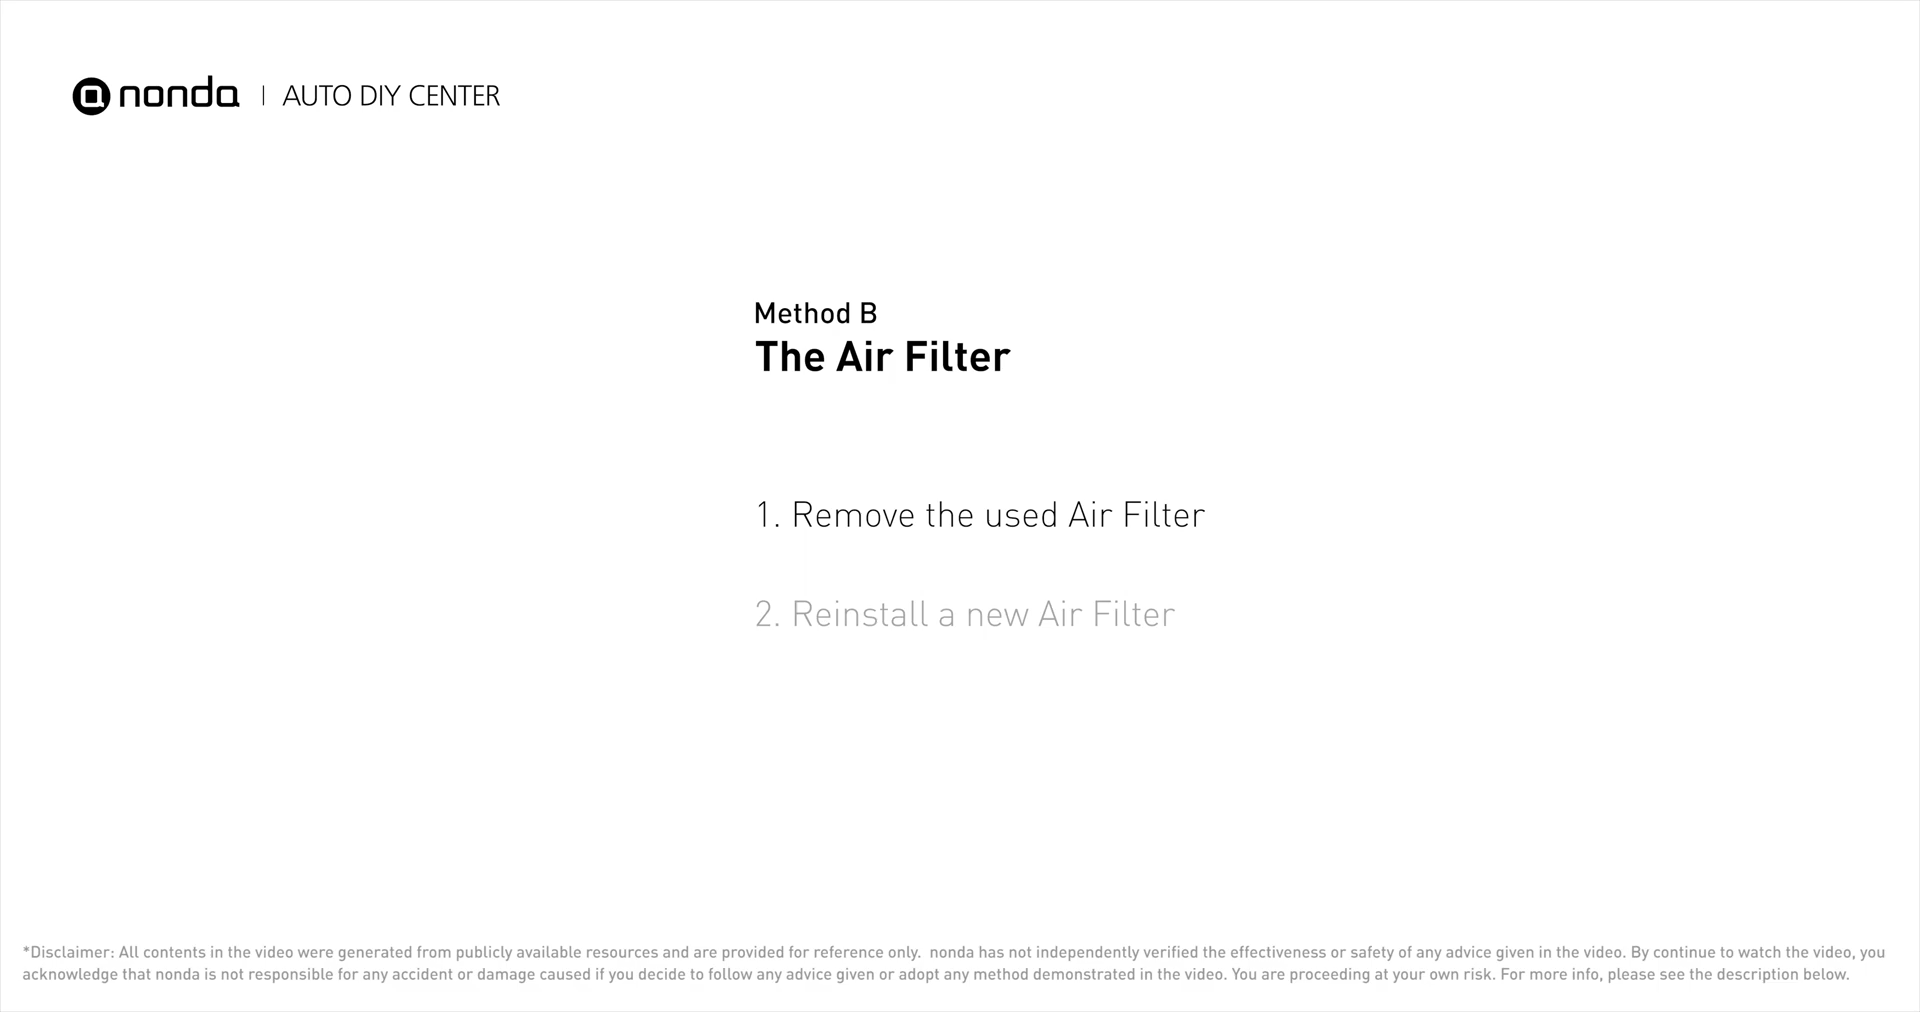 nonda | AUTO DIY CENTER
Method B
The Air Filter
1. Remove the used Air Filter
2. Reinstall a new Air Filter
*Disclaimer: All contents in the video were generated from publicly available resources and are provided for reference only.  nonda has not independently verified the effectiveness or safety of any advice given in the video. By continue to watch the video, you
acknowledge that nonda is not responsible for any accident or damage caused if you decide to follow any advice given or adopt any method demonstrated in the video. You are proceeding at your own risk. For more info, please see the description below.